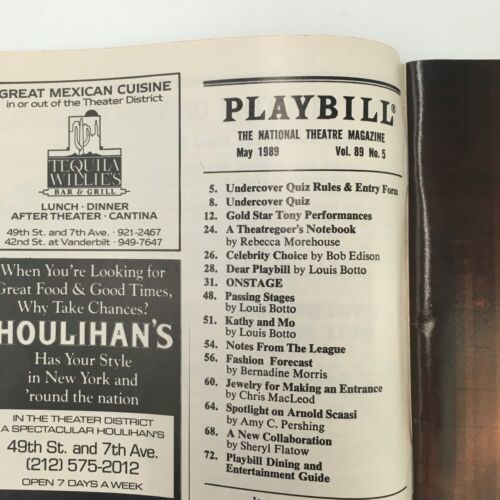 GREAT MEXICAN CUISINE
in or out of the Theater District
TEQUILA
WILLIE'S
BAR & GRILL
LUNCH · DINNER
AFTER THEATER · CANTINA
49th St. and 7th Ave. · 921-2467
42nd St. at Vanderbilt · 949-7647
When You're Looking for
Great Food & Good Times,
Why Take Chances?
HOULIHAN'S
Has Your Style
in New York and
'round the nation
IN THE THEATER DISTRICT
A SPECTACULAR HOULIHAN'S
49th St. and 7th Ave.
(212) 575-2012
OPEN 7 DAYS A WEEK
PLAYBILL®
THE NATIONAL THEATRE MAGAZINE
May 1989 Vol. 89 No. 5
5. Undercover Quiz Rules & Entry Form
8. Undercover Quiz
12. Gold Star Tony Performances
24. A Theatregoer's Notebook
by Rebecca Morehouse
26. Celebrity Choice by Bob Edison
28. Dear Playbill by Louis Botto
31. ONSTAGE
48. Passing Stages
by Louis Botto
51. Kathy and Mo
by Louis Botto
54. Notes From The League
56. Fashion Forecast
by Bernadine Morris
60. Jewelry for Making an Entrance
by Chris MacLeod
64. Spotlight on Arnold Scaasi
by Amy C. Pershing
68. A New Collaboration
by Sheryl Flatow
72. Playbill Dining and
Entertainment Guide